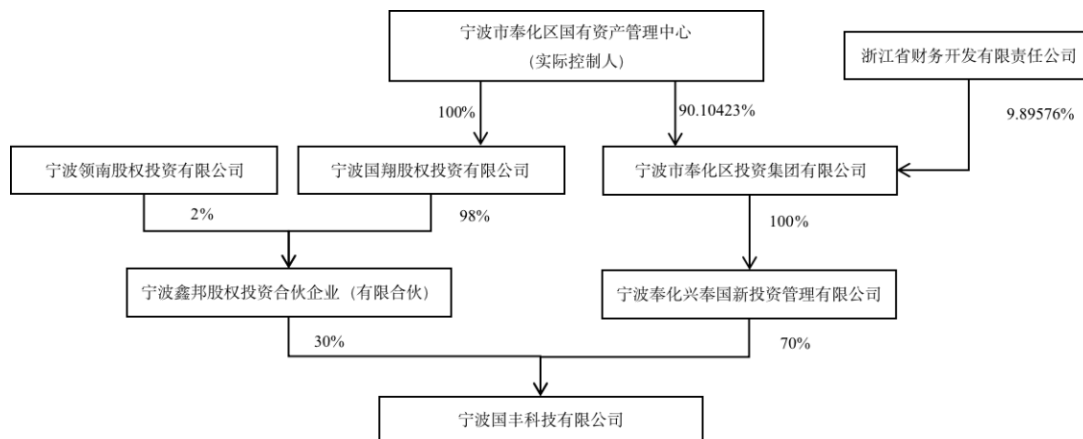 宁波市奉化区国有资产管理中心
（实际控制人）
浙江省财务开发有限责任公司
100%
90.10423%
9.89576%
宁波领南股权投资有限公司
宁波国翔股权投资有限公司
宁波市奉化区投资集团有限公司
2%
98%
100%
宁波鑫邦股权投资合伙企业（有限合伙）
宁波奉化兴奉国新投资管理有限公司
30%
70%
宁波国丰科技有限公司